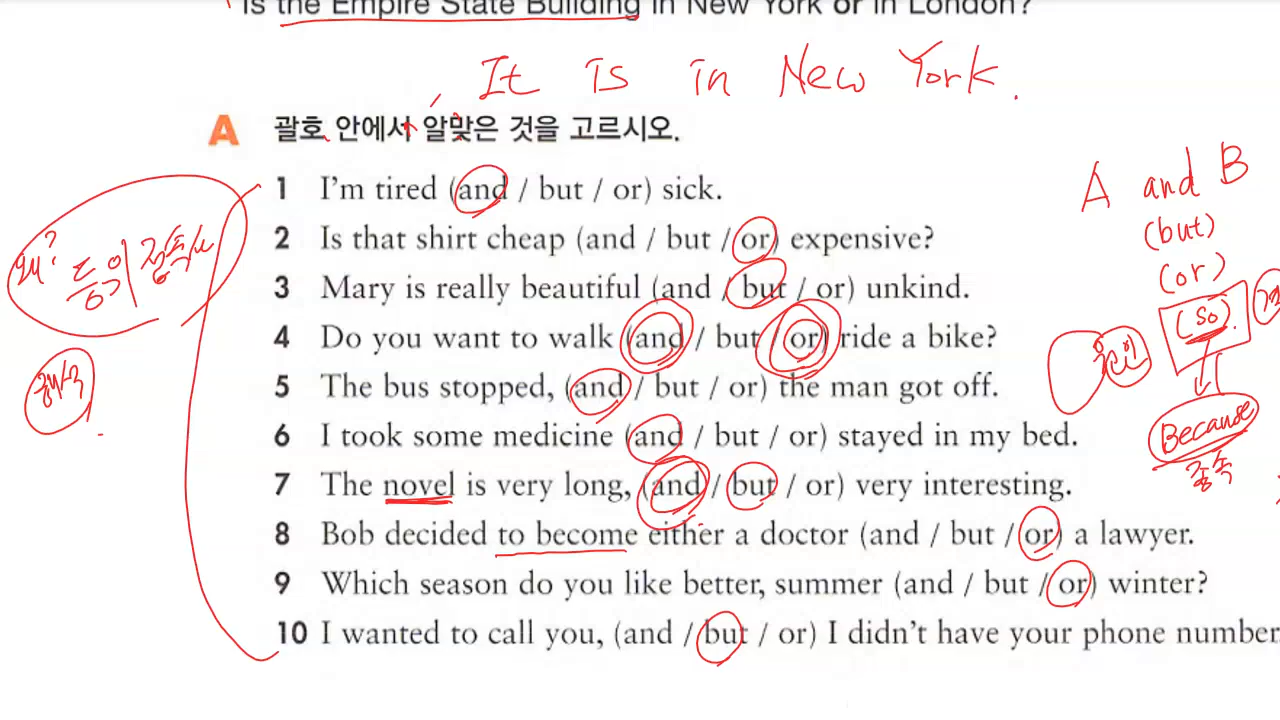 Is the Empire State Building in New York or in London?
It is in New York.
A 괄호 안에서 알맞은 것을 고르시오.
1 I'm tired (and / but / or) sick.
2 Is that shirt cheap (and / but / or) expensive?
3 Mary is really beautiful (and / but / or) unkind.
4 Do you want to walk (and / but / or) ride a bike?
5 The bus stopped, (and / but / or) the man got off.
6 I took some medicine (and / but / or) stayed in my bed.
7 The novel is very long, (and / but / or) very interesting.
8 Bob decided to become either a doctor (and / but / or) a lawyer.
9 Which season do you like better, summer (and / but / or) winter?
10 I wanted to call you, (and / but / or) I didn't have your phone number
왜? 등위 접속사
A and B
(but)
(or)
(so)
Because
종속